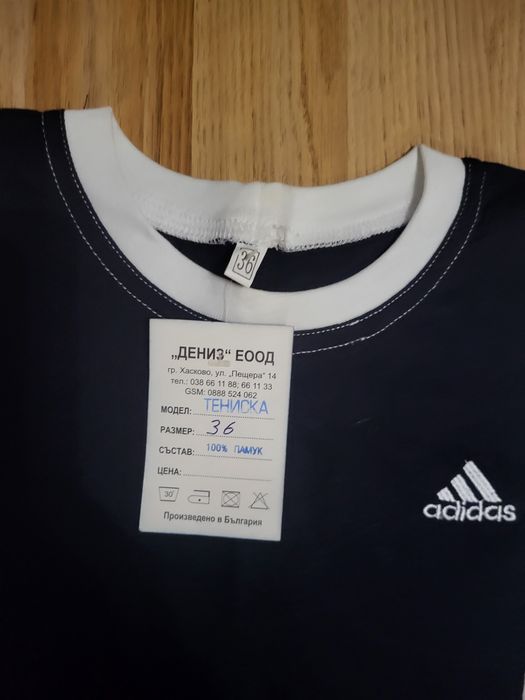 36
„ДЕНИЗ“ ЕООД
гр. Хасково, ул. „Пещера“ 14
тел.: 038 66 11 88; 66 11 33
GSM: 0888 524 062
МОДЕЛ: ТЕНИСКА
РАЗМЕР: 36
СЪСТАВ: 100% ПАМУК
ЦЕНА:
30°
Произведено в България
adidas